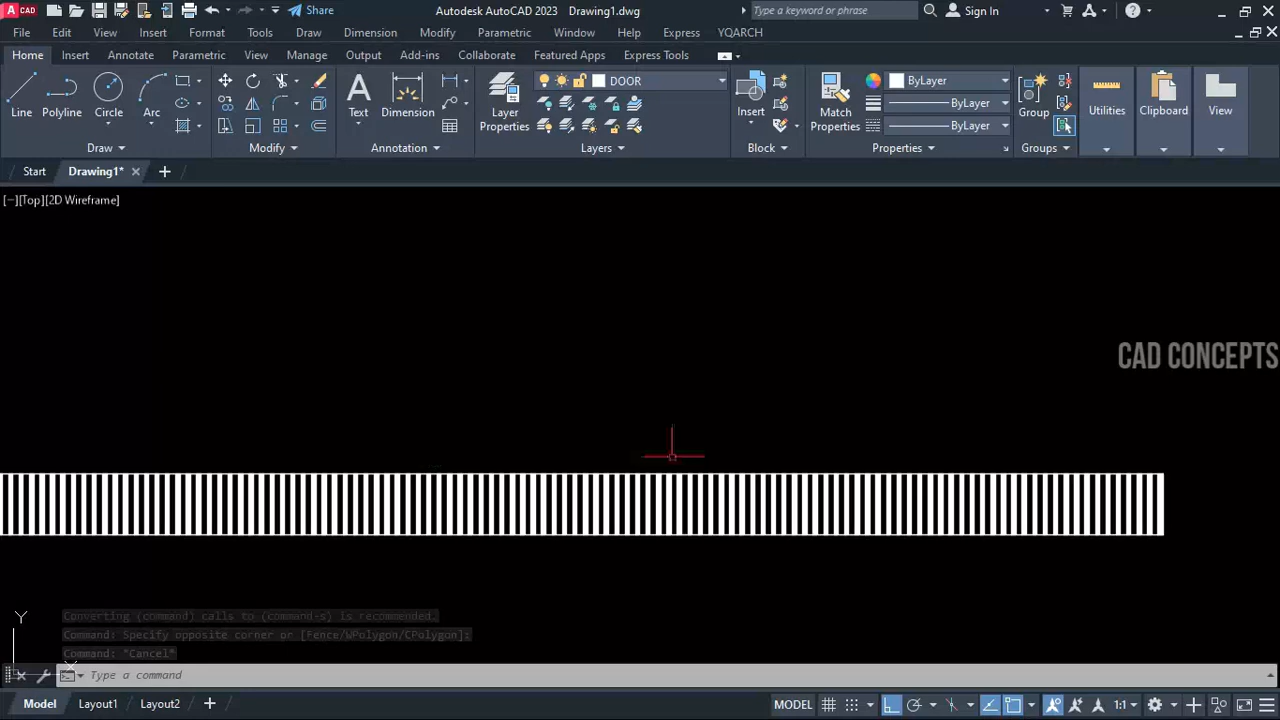 A CAD
Share
Autodesk AutoCAD 2023 Drawing1.dwg
Type a keyword or phrase
Sign In
File Edit View Insert Format Tools Draw Dimension Modify Parametric Window Help Express YQARCH
Home Insert Annotate Parametric View Manage Output Add-ins Collaborate Featured Apps Express Tools
Line Polyline Circle Arc
Draw
Modify
A
Text Dimension
Annotation
Layer Properties
DOOR
Layers
Insert
Block
Match Properties
ByLayer
ByLayer
ByLayer
Properties
Group
Groups
Utilities
Clipboard
View
Start Drawing1*
[−][Top][2D Wireframe]
CAD CONCEPTS
Y
X
Converting (command) calls to (command-s) is recommended.
Command: Specify opposite corner or [Fence/WPolygon/CPolygon]:
Command: *Cancel*
Type a command
Model Layout1 Layout2
MODEL 1:1